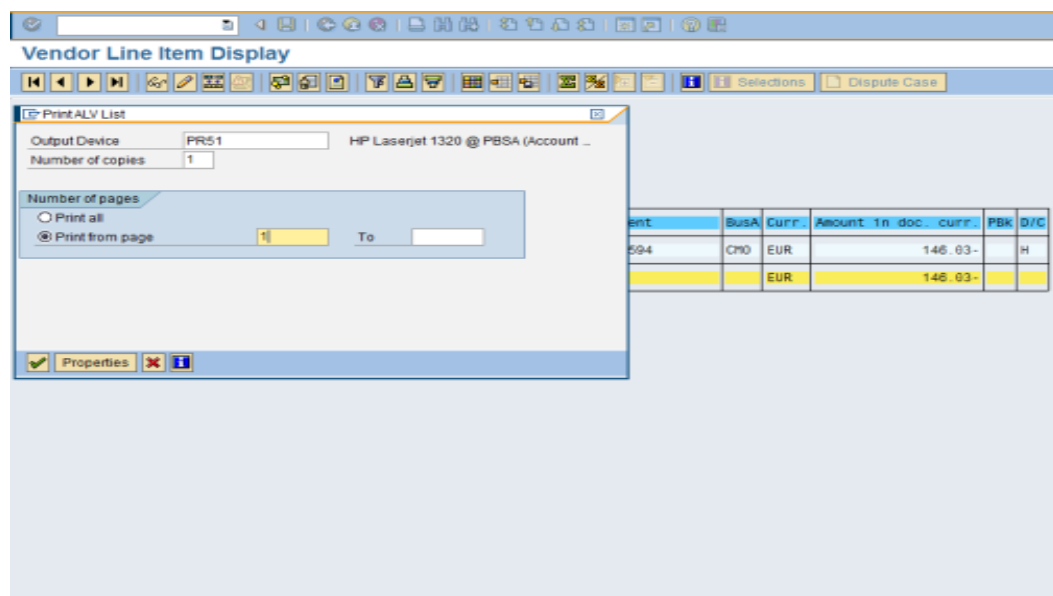 Vendor Line Item Display
Selections Dispute Case
Print ALV List
Output Device PR51 HP Laserjet 1320 @ PBSA (Account ...
Number of copies 1
Number of pages
Print all
Print from page 1 To
Properties
ent BusA Curr. Amount in doc. curr. PBk D/C
594 CMO EUR 146.03- H
EUR 146.03-